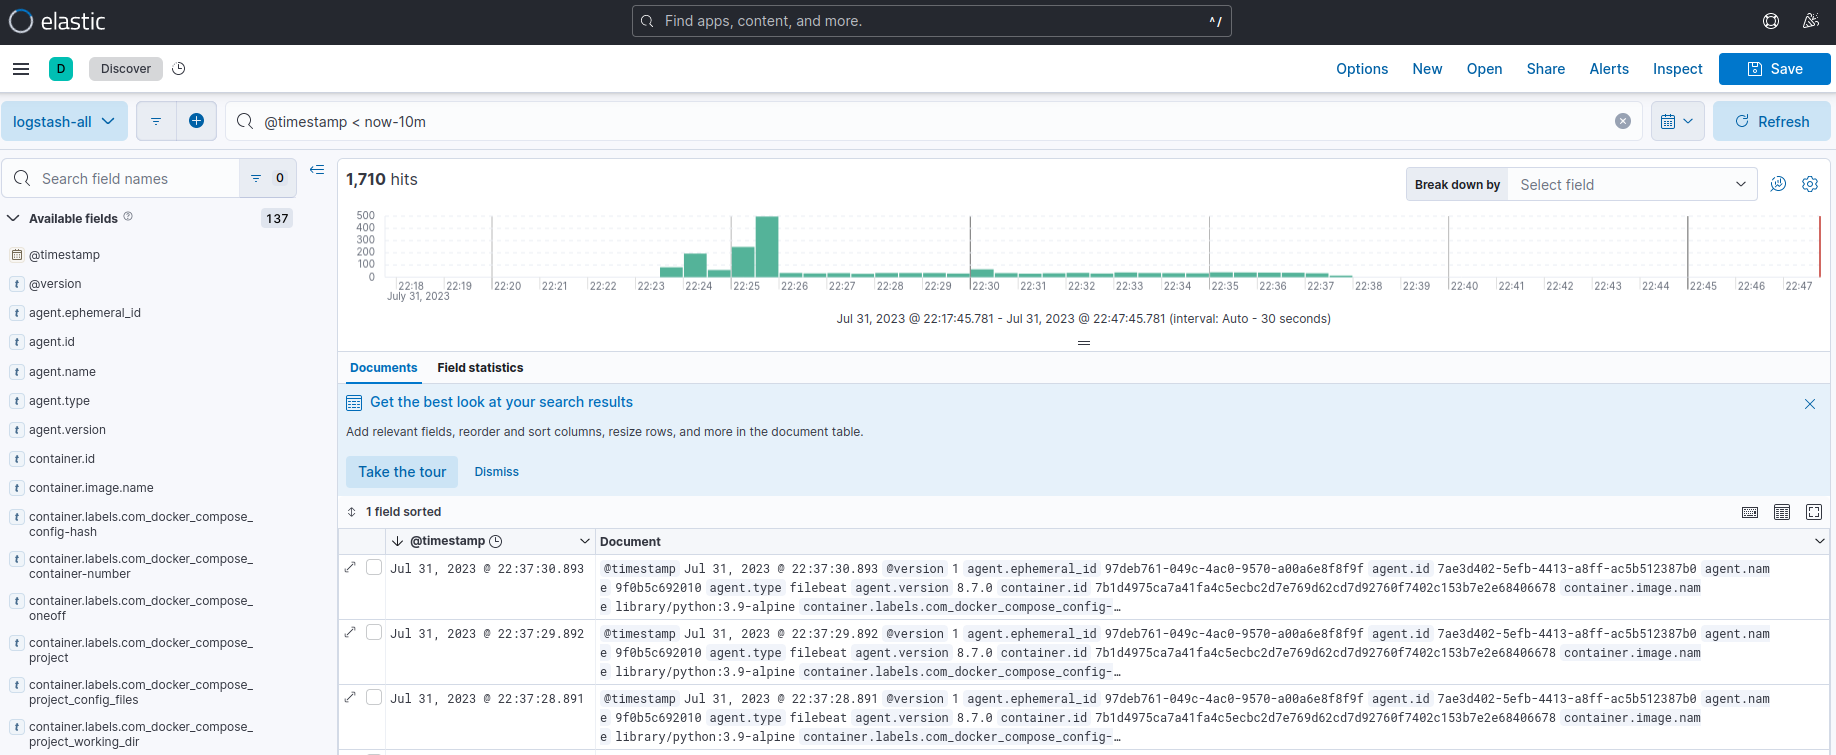 elastic
Find apps, content, and more.
^/
D
Discover
Options
New
Open
Share
Alerts
Inspect
Save
logstash-all
@timestamp < now-10m
Refresh
Search field names
0
Available fields
137
@timestamp
t @version
t agent.ephemeral_id
t agent.id
t agent.name
t agent.type
t agent.version
t container.id
t container.image.name
t container.labels.com_docker_compose_
config-hash
t container.labels.com_docker_compose_
container-number
t container.labels.com_docker_compose_
oneoff
t container.labels.com_docker_compose_
project
t container.labels.com_docker_compose_
project_config_files
t container.labels.com_docker_compose_
project_working_dir
1,710 hits
Break down by
Select field
500
400
300
200
100
0
22:18 22:19 22:20 22:21 22:22 22:23 22:24 22:25 22:26 22:27 22:28 22:29 22:30 22:31 22:32 22:33 22:34 22:35 22:36 22:37 22:38 22:39 22:40 22:41 22:42 22:43 22:44 22:45 22:46 22:47
July 31, 2023
Jul 31, 2023 @ 22:17:45.781 - Jul 31, 2023 @ 22:47:45.781 (interval: Auto - 30 seconds)
Documents
Field statistics
Get the best look at your search results
Add relevant fields, reorder and sort columns, resize rows, and more in the document table.
Take the tour
Dismiss
1 field sorted
@timestamp
Document
Jul 31, 2023 @ 22:37:30.893
@timestamp Jul 31, 2023 @ 22:37:30.893 @version 1 agent.ephemeral_id 97deb761-049c-4ac0-9570-a00a6e8f8f9f agent.id 7ae3d402-5efb-4413-a8ff-ac5b512387b0 agent.nam
e 9f0b5c692010 agent.type filebeat agent.version 8.7.0 container.id 7b1d4975ca7a41fa4c5ecbc2d7e769d62cd7d92760f7402c153b7e2e68406678 container.image.nam
e library/python:3.9-alpine container.labels.com_docker_compose_config-…
Jul 31, 2023 @ 22:37:29.892
@timestamp Jul 31, 2023 @ 22:37:29.892 @version 1 agent.ephemeral_id 97deb761-049c-4ac0-9570-a00a6e8f8f9f agent.id 7ae3d402-5efb-4413-a8ff-ac5b512387b0 agent.nam
e 9f0b5c692010 agent.type filebeat agent.version 8.7.0 container.id 7b1d4975ca7a41fa4c5ecbc2d7e769d62cd7d92760f7402c153b7e2e68406678 container.image.nam
e library/python:3.9-alpine container.labels.com_docker_compose_config-…
Jul 31, 2023 @ 22:37:28.891
@timestamp Jul 31, 2023 @ 22:37:28.891 @version 1 agent.ephemeral_id 97deb761-049c-4ac0-9570-a00a6e8f8f9f agent.id 7ae3d402-5efb-4413-a8ff-ac5b512387b0 agent.nam
e 9f0b5c692010 agent.type filebeat agent.version 8.7.0 container.id 7b1d4975ca7a41fa4c5ecbc2d7e769d62cd7d92760f7402c153b7e2e68406678 container.image.nam
e library/python:3.9-alpine container.labels.com_docker_compose_config-…